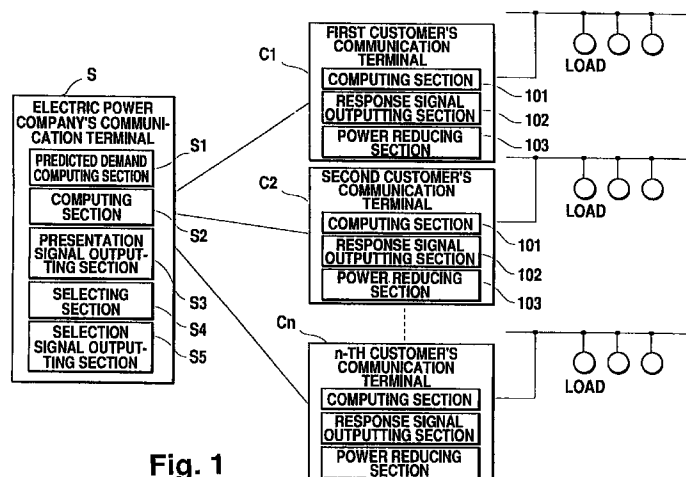 S
ELECTRIC POWER
COMPANY'S COMMUNI-
CATION TERMINAL
PREDICTED DEMAND
COMPUTING SECTION
S1
COMPUTING
SECTION
S2
PRESENTATION
SIGNAL OUTPUT-
TING SECTION
S3
SELECTING
SECTION
S4
SELECTION
SIGNAL OUTPUT-
TING SECTION
S5
C1
FIRST CUSTOMER'S
COMMUNICATION
TERMINAL
COMPUTING SECTION
101
RESPONSE SIGNAL
OUTPUTTING SECTION
102
POWER REDUCING
SECTION
103
LOAD
C2
SECOND CUSTOMER'S
COMMUNICATION
TERMINAL
COMPUTING SECTION
101
RESPONSE SIGNAL
OUTPUTTING SECTION
102
POWER REDUCING
SECTION
103
LOAD
Cn
n-TH CUSTOMER'S
COMMUNICATION
TERMINAL
COMPUTING SECTION
RESPONSE SIGNAL
OUTPUTTING SECTION
POWER REDUCING
SECTION
LOAD
Fig. 1